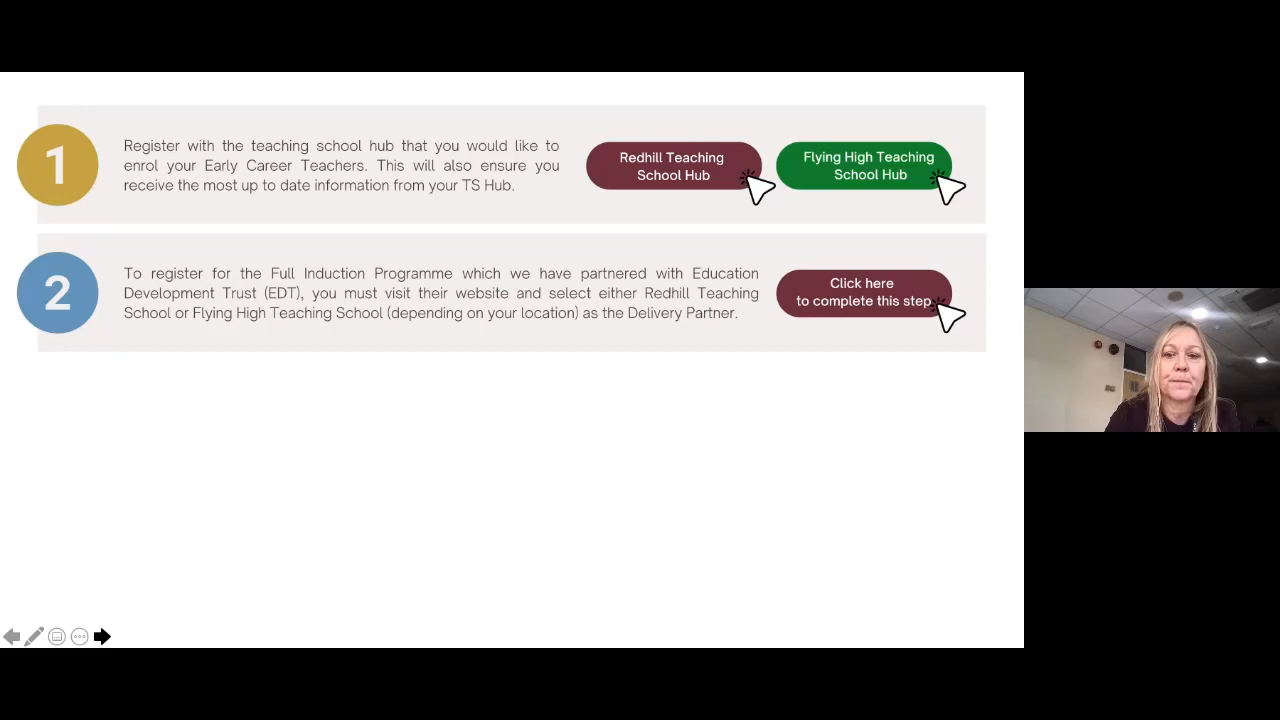 1
Register with the teaching school hub that you would like to
enrol your Early Career Teachers. This will also ensure you
receive the most up to date information from your TS Hub.
Redhill Teaching
School Hub
Flying High Teaching
School Hub
2
To register for the Full Induction Programme which we have partnered with Education
Development Trust (EDT), you must visit their website and select either Redhill Teaching
School or Flying High Teaching School (depending on your location) as the Delivery Partner.
Click here
to complete this step